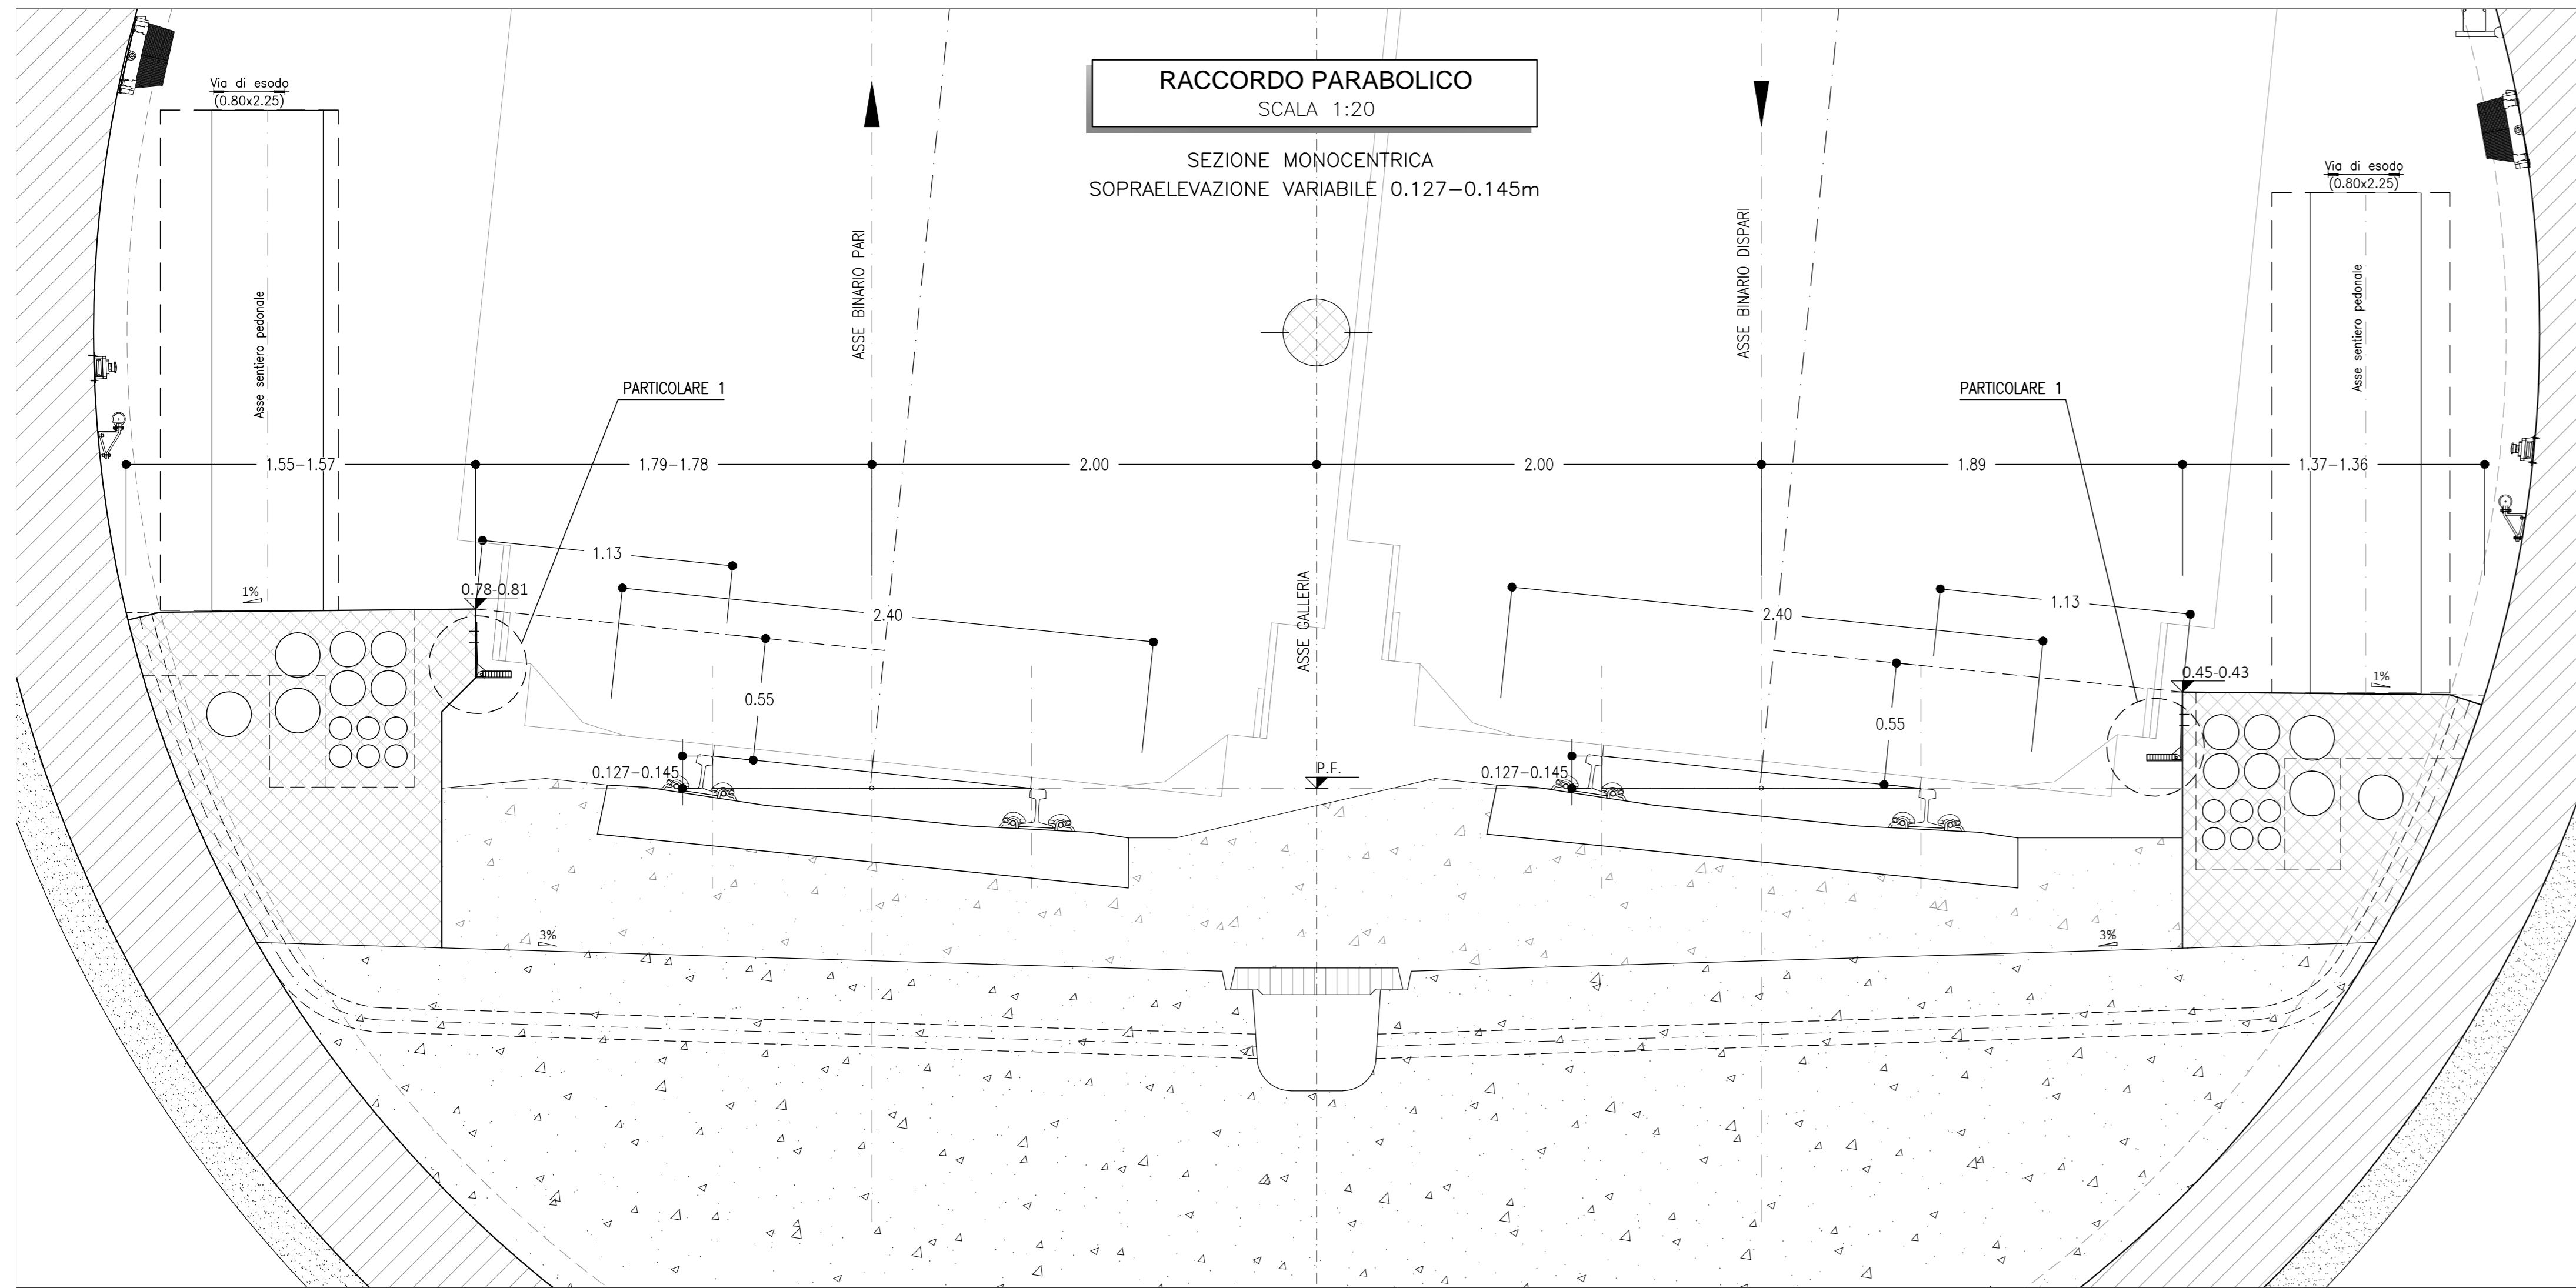 Via di esodo
(0.80x2.25)
RACCORDO PARABOLICO
SCALA 1:20
SEZIONE MONOCENTRICA
SOPRAELEVAZIONE VARIABILE 0.127-0.145m
Via di esodo
(0.80x2.25)
Asse sentiero pedonale
ASSE BINARIO PARI
ASSE BINARIO DISPARI
Asse sentiero pedonale
PARTICOLARE 1
PARTICOLARE 1
1.55-1.57
1.79-1.78
2.00
2.00
1.89
1.37-1.36
1.13
2.40
0.55
1%
0.78-0.81
ASSE GALLERIA
2.40
1.13
0.55
0.45-0.43
1%
0.127-0.145
P.F.
0.127-0.145
3%
3%